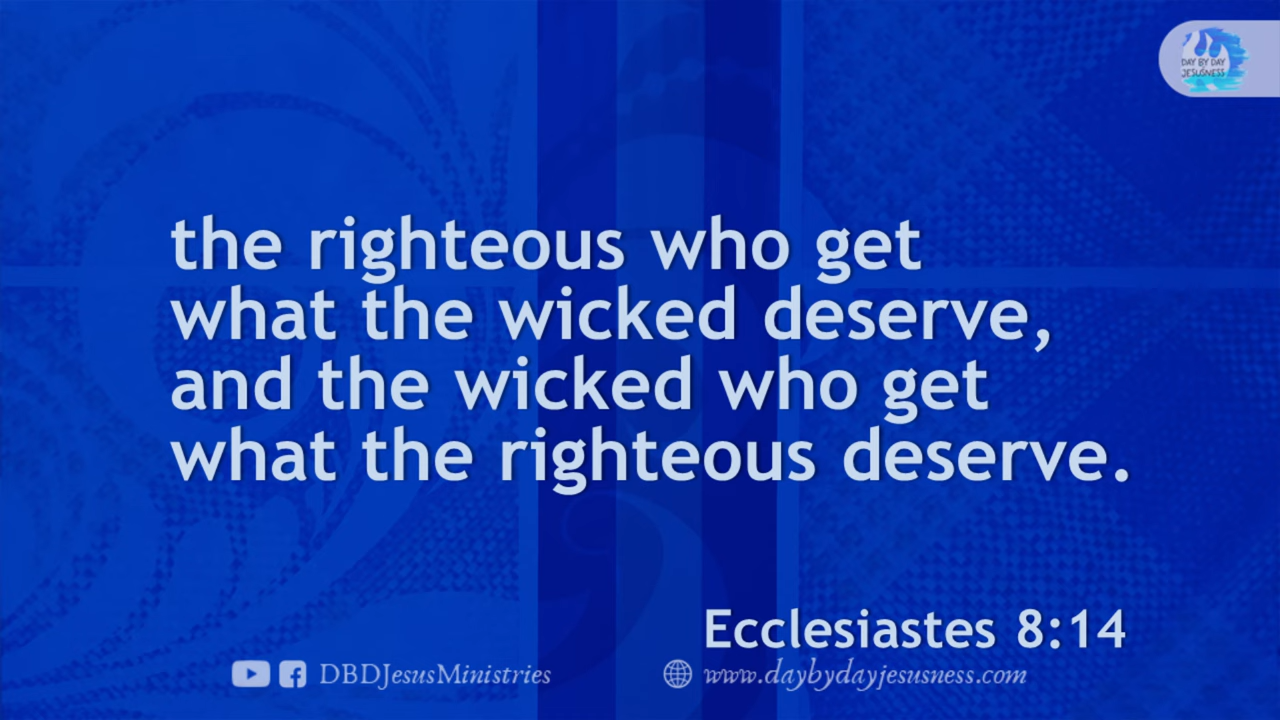 DAY BY DAY
JESUSNESS
the righteous who get
what the wicked deserve,
and the wicked who get
what the righteous deserve.
Ecclesiastes 8:14
DBDJesusMinistries
www.daybydayjesusness.com